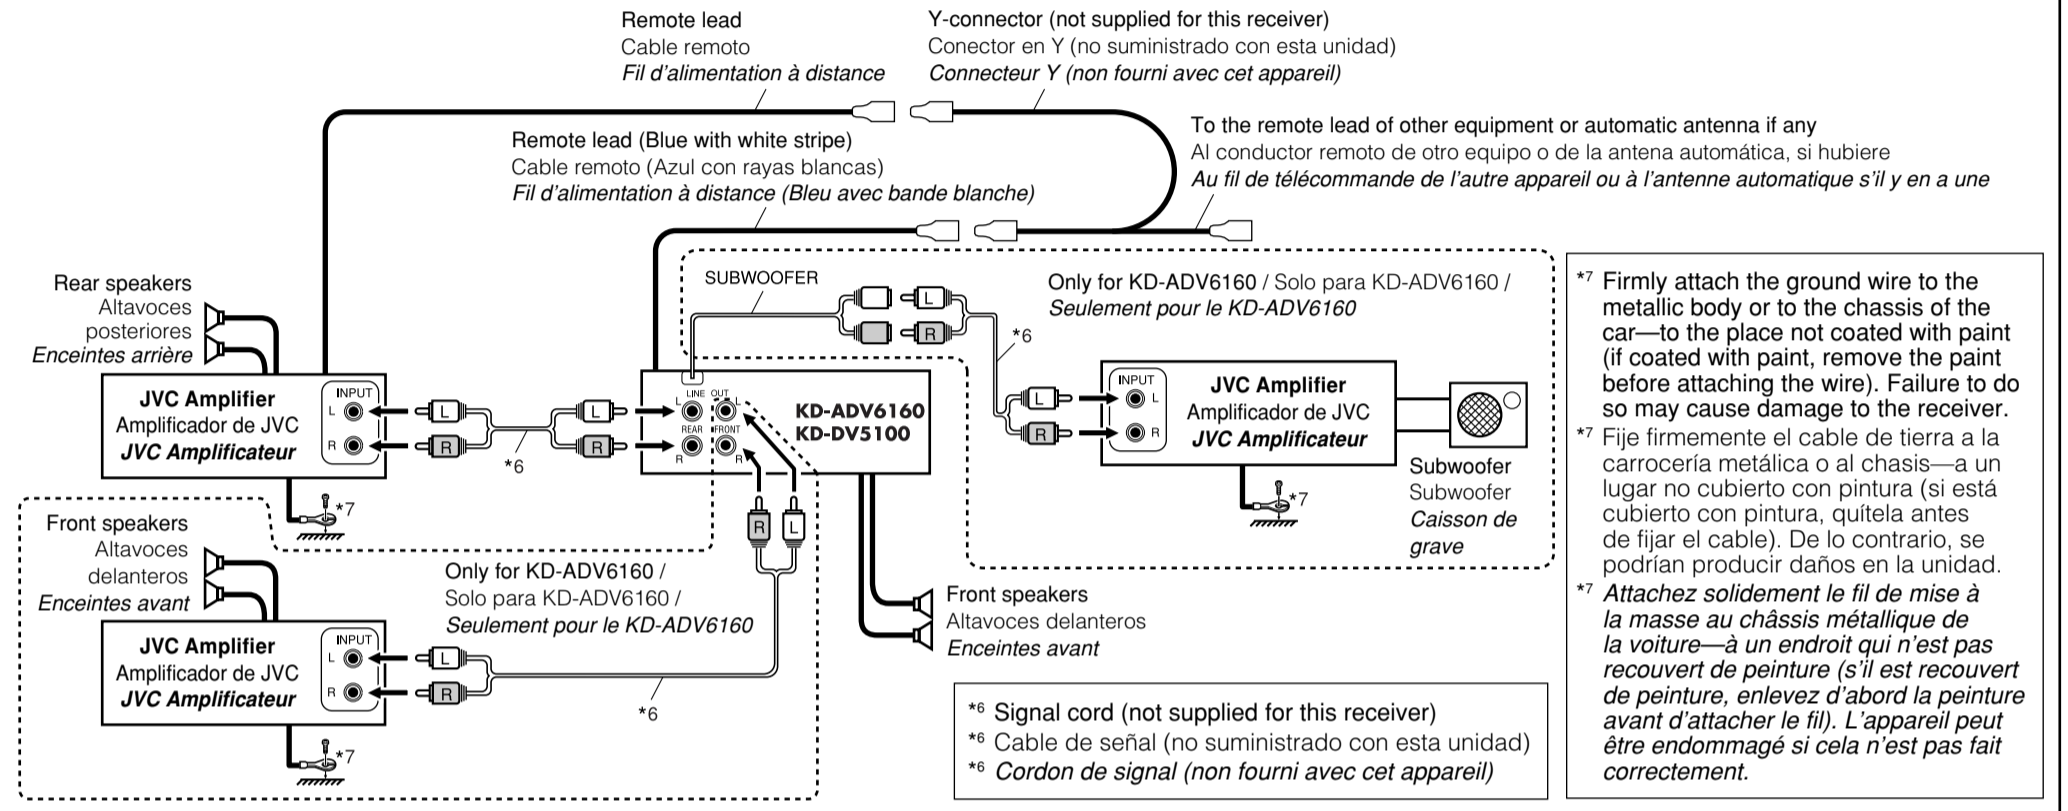 Remote lead
Cable remoto
Fil d'alimentation à distance
Y-connector (not supplied for this receiver)
Conector en Y (no suministrado con esta unidad)
Connecteur Y (non fourni avec cet appareil)
Remote lead (Blue with white stripe)
Cable remoto (Azul con rayas blancas)
Fil d'alimentation à distance (Bleu avec bande blanche)
To the remote lead of other equipment or automatic antenna if any
Al conductor remoto de otro equipo o de la antena automática, si hubiere
Au fil de télécommande de l'autre appareil ou à l'antenne automatique s'il y en a une
Rear speakers
Altavoces
posteriores
Enceintes arrière
JVC Amplifier
Amplificador de JVC
JVC Amplificateur
INPUT
L
R
L
R
*6
L
R
*7
SUBWOOFER
L
R
*6
Only for KD-ADV6160 / Solo para KD-ADV6160 /
Seulement pour le KD-ADV6160
LINE OUT
L
L
REAR
FRONT
R
R
KD-ADV6160
KD-DV5100
R
L
L
R
INPUT
L
R
JVC Amplifier
Amplificador de JVC
JVC Amplificateur
*7
Subwoofer
Subwoofer
Caisson de
grave
Front speakers
Altavoces
delanteros
Enceintes avant
JVC Amplifier
Amplificador de JVC
JVC Amplificateur
INPUT
L
R
L
R
*6
*7
Only for KD-ADV6160 /
Solo para KD-ADV6160 /
Seulement pour le KD-ADV6160
Front speakers
Altavoces delanteros
Enceintes avant
*6 Signal cord (not supplied for this receiver)
*6 Cable de señal (no suministrado con esta unidad)
*6 Cordon de signal (non fourni avec cet appareil)
*7 Firmly attach the ground wire to the
metallic body or to the chassis of the
car—to the place not coated with paint
(if coated with paint, remove the paint
before attaching the wire). Failure to do
so may cause damage to the receiver.
*7 Fije firmemente el cable de tierra a la
carrocería metálica o al chasis—a un
lugar no cubierto con pintura (si está
cubierto con pintura, quítela antes
de fijar el cable). De lo contrario, se
podrían producir daños en la unidad.
*7 Attachez solidement le fil de mise à
la masse au châssis métallique de
la voiture—à un endroit qui n'est pas
recouvert de peinture (s'il est recouvert
de peinture, enlevez d'abord la peinture
avant d'attacher le fil). L'appareil peut
être endommagé si cela n'est pas fait
correctement.